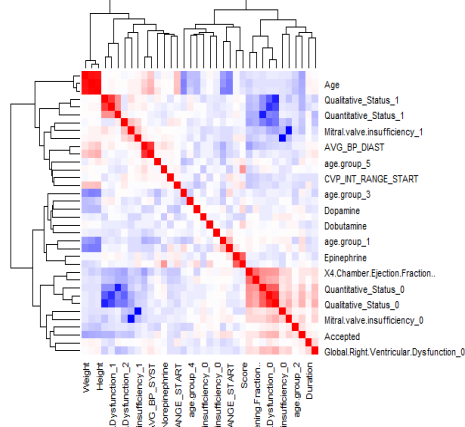 Age
Qualitative_Status_1
Quantitative_Status_1
Mitral.valve.insufficiency_1
AVG_BP_DIAST
age.group_5
CVP_INT_RANGE_START
age.group_3
Dopamine
Dobutamine
age.group_1
Epinephrine
X4.Chamber.Ejection.Fraction..
Quantitative_Status_0
Qualitative_Status_0
Mitral.valve.insufficiency_0
Accepted
Global.Right.Ventricular.Dysfunction_0
Weight
Height
.Dysfunction_1
.Dysfunction_2
insufficiency_1
AVG_BP_SYST
Norepinephrine
ANGE_START
age.group_4
insufficiency_0
insufficiency_0
ANGE_START
Score
ening.Fraction..
.Dysfunction_0
insufficiency_0
age.group_2
Duration